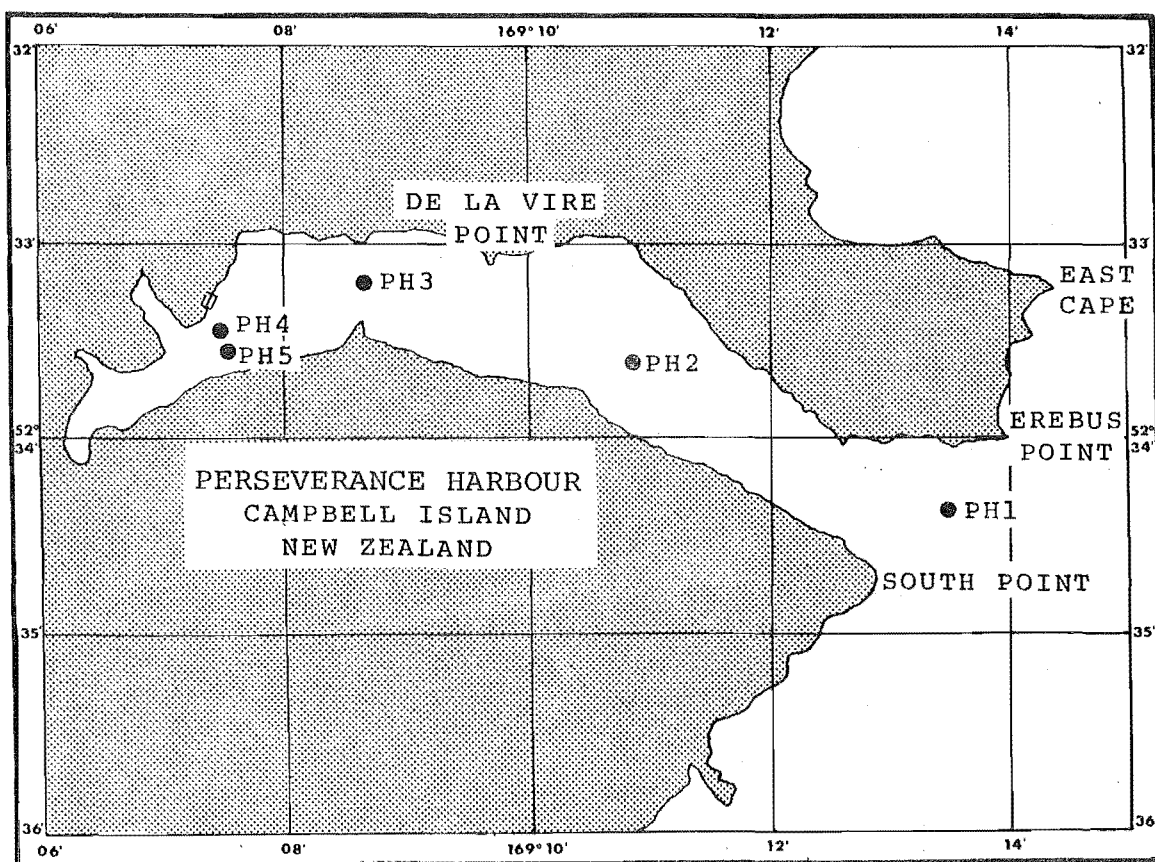 06' 08' 169° 10' 12' 14'
32' 32'
DE LA VIRE
POINT
33' 33'
EAST
CAPE
PH3
PH4
PH5
PH2
EREBUS
POINT
52° 52°
34' 34'
PERSEVERANCE HARBOUR
CAMPBELL ISLAND
NEW ZEALAND
PH1
SOUTH POINT
35' 35'
36' 36'
06' 08' 169° 10' 12' 14'